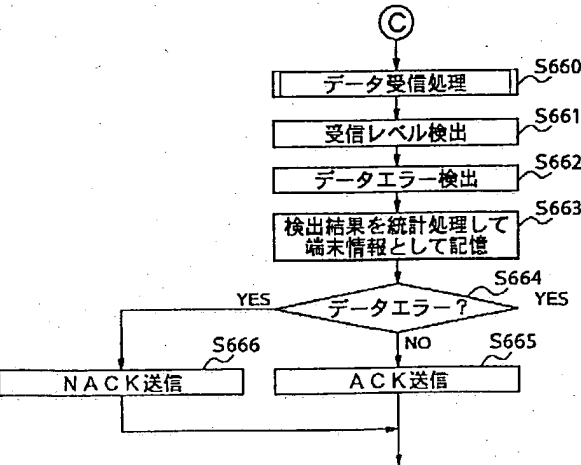 C
S660
データ受信処理
S661
受信レベル検出
S662
データエラー検出
S663
検出結果を統計処理して
端末情報として記憶
S664
YES
データエラー?
YES
NO
S666
S665
NACK送信
ACK送信